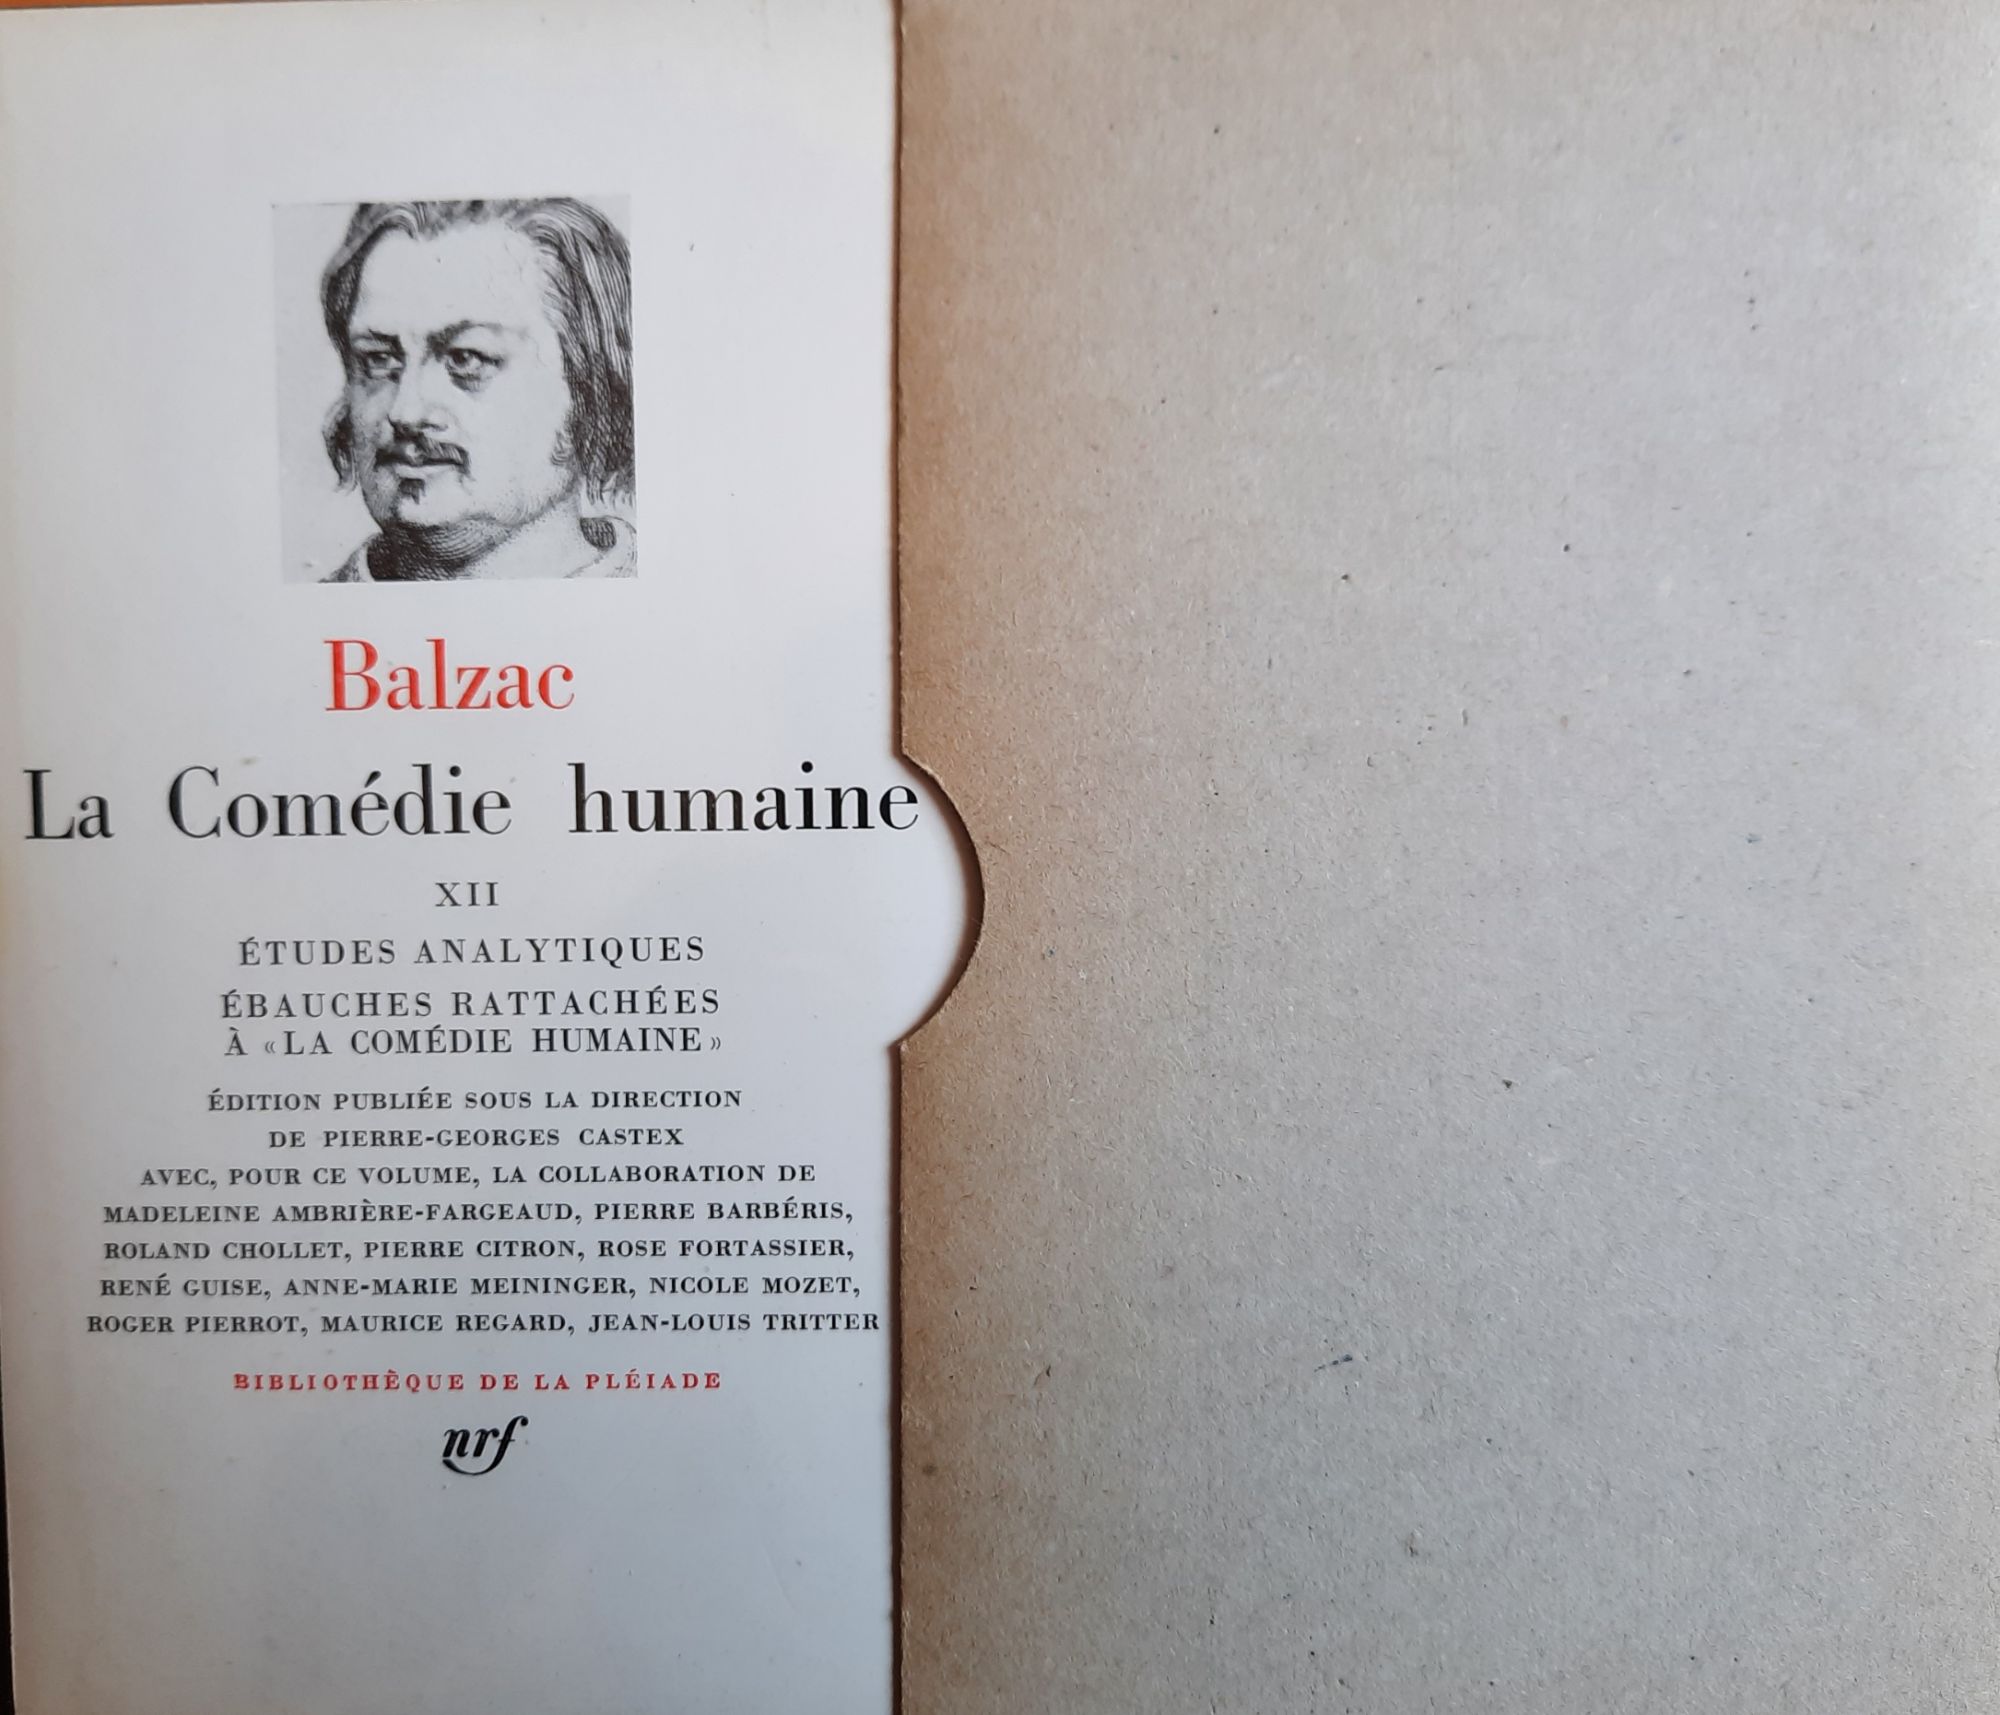 Balzac
La Comédie humaine
XII
ÉTUDES ANALYTIQUES
ÉBAUCHES RATTACHÉES
À «LA COMÉDIE HUMAINE»
ÉDITION PUBLIÉE SOUS LA DIRECTION
DE PIERRE-GEORGES CASTEX
AVEC, POUR CE VOLUME, LA COLLABORATION DE
MADELEINE AMBRIÈRE-FARGEAUD, PIERRE BARBÉRIS,
ROLAND CHOLLET, PIERRE CITRON, ROSE FORTASSIER,
RENÉ GUISE, ANNE-MARIE MEININGER, NICOLE MOZET,
ROGER PIERROT, MAURICE REGARD, JEAN-LOUIS TRITTER
BIBLIOTHÈQUE DE LA PLÉIADE
nrf